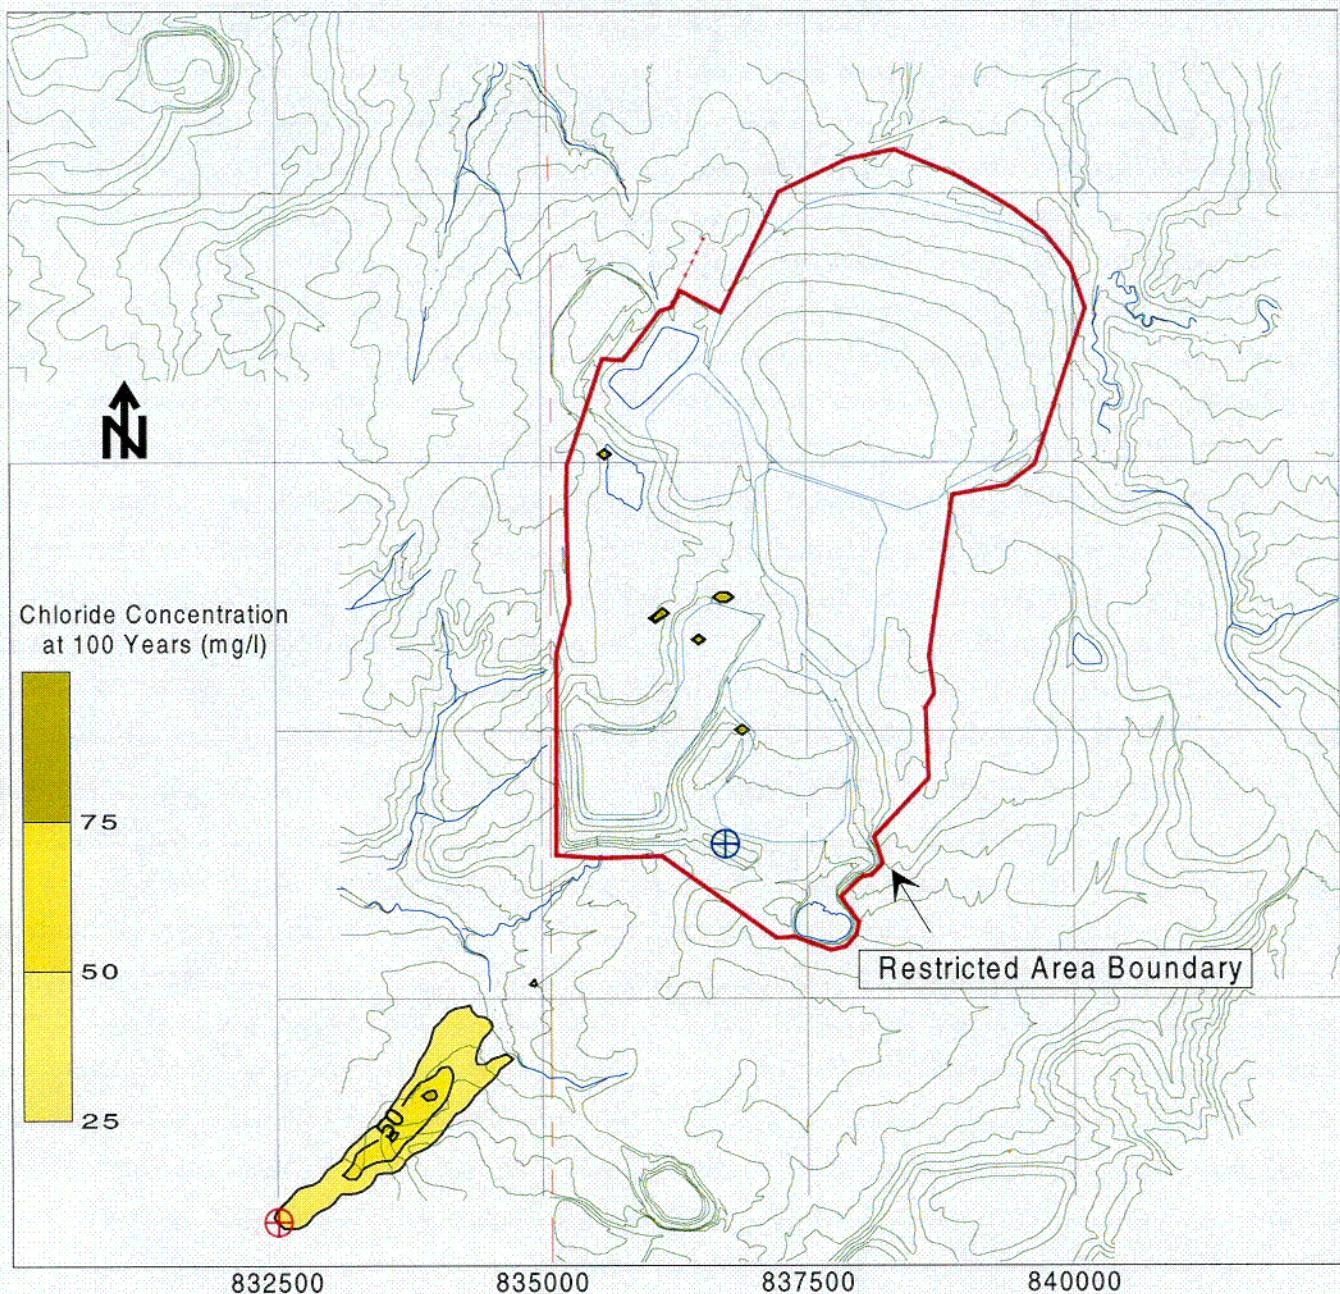 N
Chloride Concentration
at 100 Years (mg/l)
75
50
25
50
Restricted Area Boundary
832500 835000 837500 840000